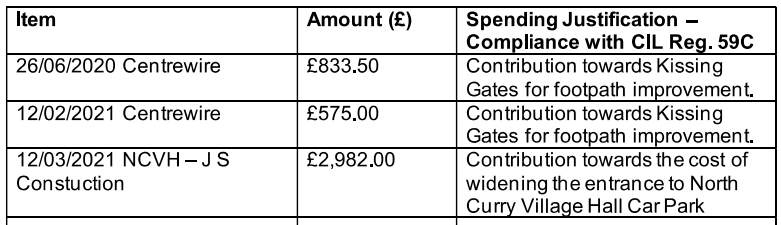 Item Amount (£) Spending Justification –
Compliance with CIL Reg. 59C
26/06/2020 Centrewire £833.50 Contribution towards Kissing
Gates for footpath improvement.
12/02/2021 Centrewire £575.00 Contribution towards Kissing
Gates for footpath improvement.
12/03/2021 NCVH – J S £2,982.00 Contribution towards the cost of
Constuction widening the entrance to North
Curry Village Hall Car Park